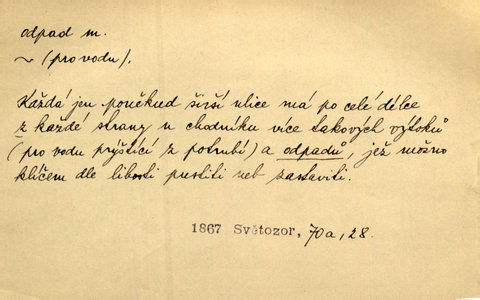 odpad m.
~ (pro vodu).
Každá jen poněkud širší ulice má po celé délce
z každé strany u chodníku více takových výtoků
(pro vodu prýštící z potrubí) a odpadů, jež možno
klíčem dle libosti pustiti neb zastaviti.
1867 Světozor, 70a, 28.